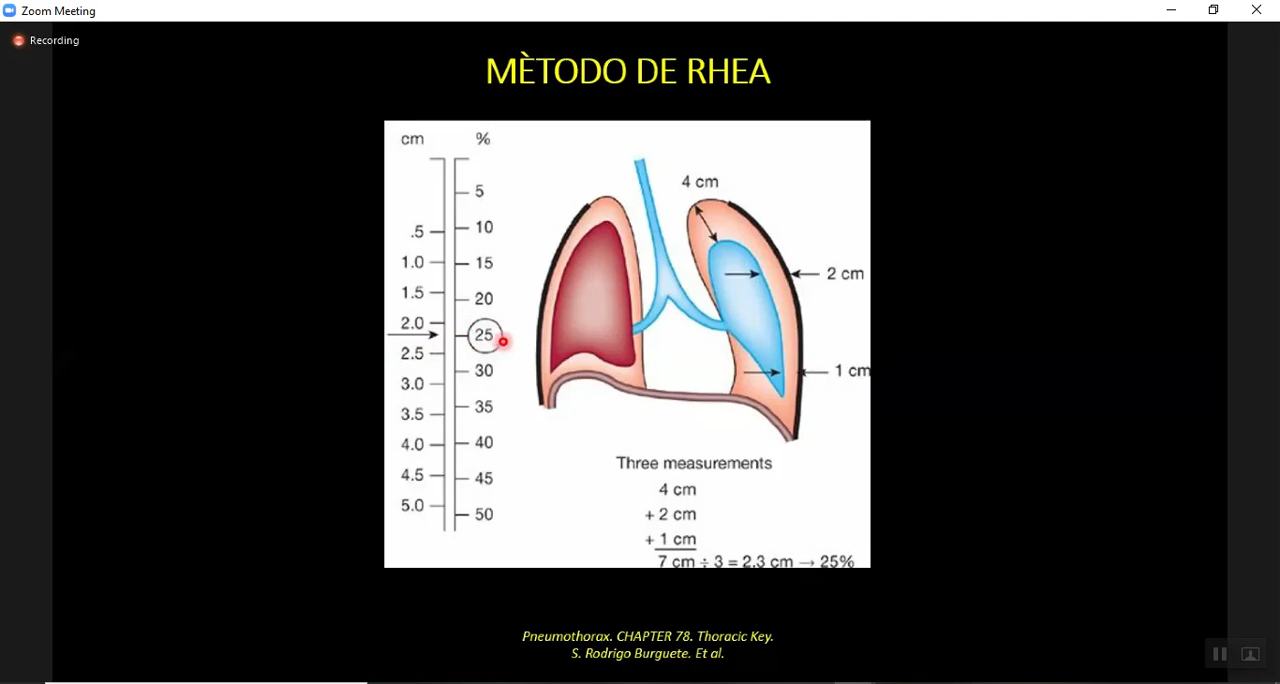 Zoom Meeting
Recording
MÈTODO DE RHEA
cm %
5
.5 10
1.0 15
1.5 20
2.0 25
2.5 30
3.0
3.5 35
4.0 40
4.5 45
5.0 50
4 cm
2 cm
1 cm
Three measurements
4 cm
+ 2 cm
+ 1 cm
7 cm ÷ 3 = 2.3 cm → 25%
Pneumothorax. CHAPTER 78. Thoracic Key.
S. Rodrigo Burguete. Et al.